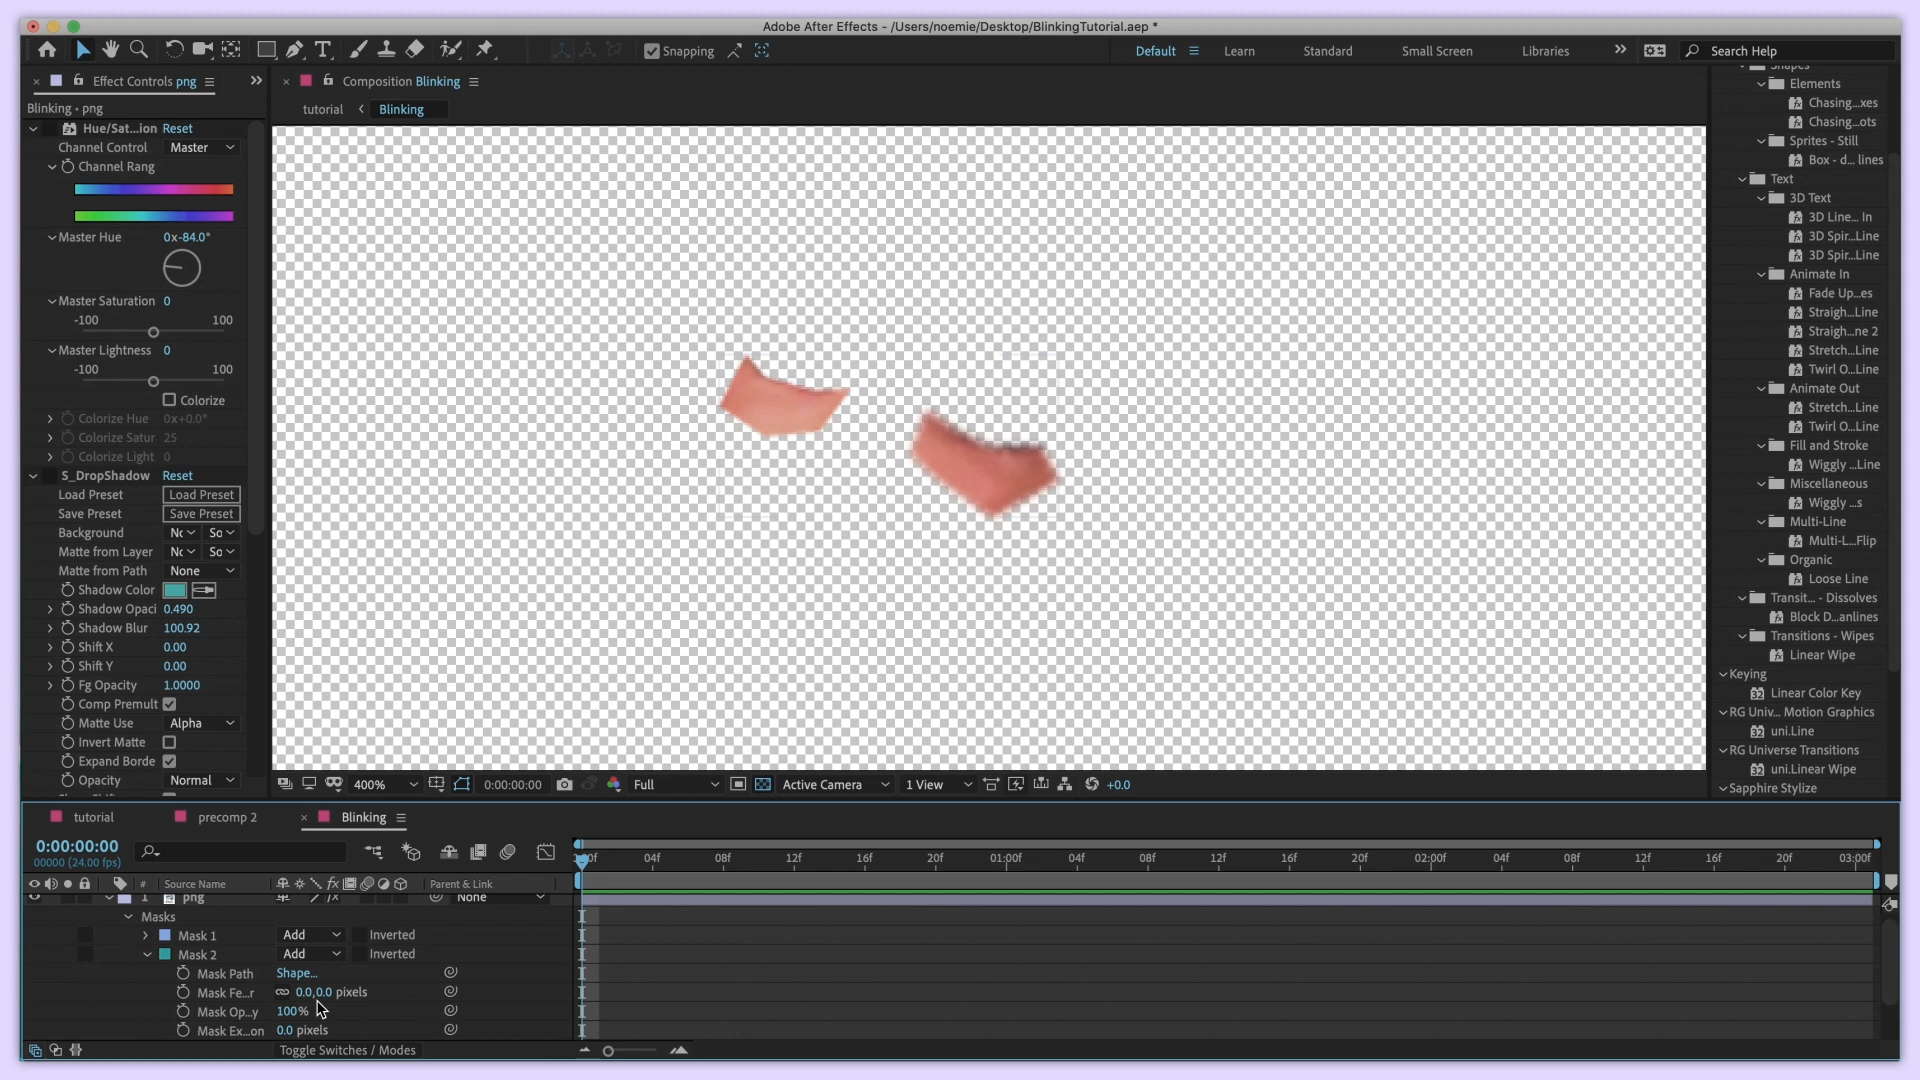 Adobe After Effects - /Users/noemie/Desktop/BlinkingTutorial.aep *
Snapping
Default
Learn
Standard
Small Screen
Libraries
Search Help
Effect Controls png
Blinking • png
Hue/Sat...ion Reset
Channel Control Master
Channel Rang
Master Hue 0x-84.0°
Master Saturation 0
-100 100
Master Lightness 0
-100 100
Colorize
Colorize Hue 0x+0.0°
Colorize Satur 25
Colorize Light 0
S_DropShadow Reset
Load Preset Load Preset
Save Preset Save Preset
Background Nc So
Matte from Layer Nc So
Matte from Path None
Shadow Color
Shadow Opaci 0.490
Shadow Blur 100.92
Shift X 0.00
Shift Y 0.00
Fg Opacity 1.0000
Comp Premult
Matte Use Alpha
Invert Matte
Expand Borde
Opacity Normal
Composition Blinking
tutorial Blinking
400%
0:00:00:00
Full
Active Camera
1 View
+0.0
Shapes
Elements
Chasing...xes
Chasing...ots
Sprites - Still
Box - d... lines
Text
3D Text
3D Line... In
3D Spir...Line
3D Spir...Line
Animate In
Fade Up...es
Straigh...Line
Straigh...ne 2
Stretch...Line
Twirl O...Line
Animate Out
Stretch...Line
Twirl O...Line
Fill and Stroke
Wiggly ...Line
Miscellaneous
Wiggly ...s
Multi-Line
Multi-L...Flip
Organic
Loose Line
Transit... - Dissolves
Block D...anlines
Transitions - Wipes
Linear Wipe
Keying
Linear Color Key
RG Univ... Motion Graphics
uni.Line
RG Universe Transitions
uni.Linear Wipe
Sapphire Stylize
tutorial
precomp 2
Blinking
0:00:00:00
00000 (24.00 fps)
:00f 04f 08f 12f 16f 20f 01:00f 04f 08f 12f 16f 20f 02:00f 04f 08f 12f 16f 20f 03:00f
# Source Name fx Parent & Link
1 png fx None
Masks
Mask 1 Add Inverted
Mask 2 Add Inverted
Mask Path Shape...
Mask Fe...r 0.0,0.0 pixels
Mask Op...y 100%
Mask Ex...on 0.0 pixels
Toggle Switches / Modes